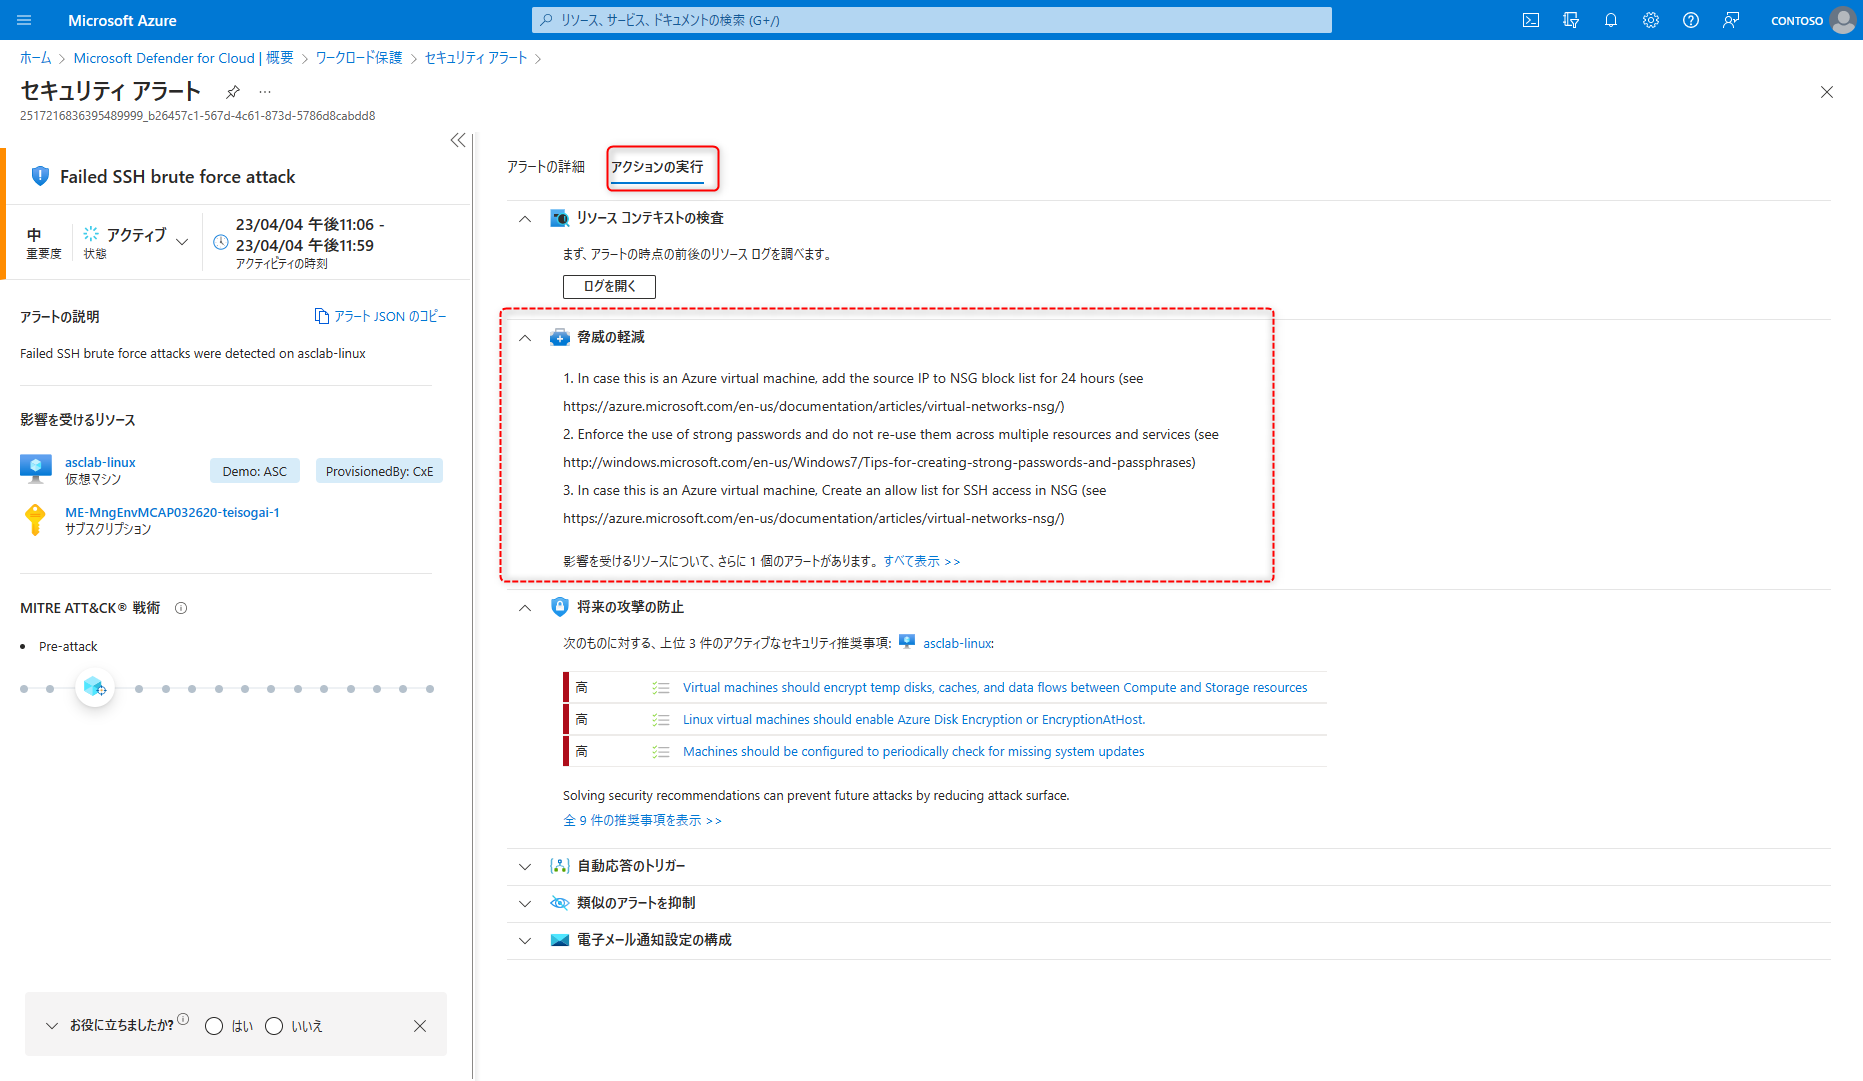 Microsoft Azure
リソース、サービス、ドキュメントの検索 (G+/)
CONTOSO
ホーム > Microsoft Defender for Cloud | 概要 > ワークロード保護 > セキュリティ アラート >
セキュリティ アラート
2517216836395489999_b26457c1-567d-4c61-873d-5786d8cabdd8
Failed SSH brute force attack
中
重要度
アクティブ
状態
23/04/04 午後11:06 -
23/04/04 午後11:59
アクティビティの時刻
アラートの説明
アラート JSON のコピー
Failed SSH brute force attacks were detected on asclab-linux
影響を受けるリソース
asclab-linux
仮想マシン
Demo: ASC
ProvisionedBy: CxE
ME-MngEnvMCAP032620-teisogai-1
サブスクリプション
MITRE ATT&CK® 戦術
• Pre-attack
お役に立ちましたか?
はい
いいえ
アラートの詳細
アクションの実行
リソース コンテキストの検査
まず、アラートの時点の前後のリソース ログを調べます。
ログを開く
脅威の軽減
1. In case this is an Azure virtual machine, add the source IP to NSG block list for 24 hours (see
https://azure.microsoft.com/en-us/documentation/articles/virtual-networks-nsg/)
2. Enforce the use of strong passwords and do not re-use them across multiple resources and services (see
http://windows.microsoft.com/en-us/Windows7/Tips-for-creating-strong-passwords-and-passphrases)
3. In case this is an Azure virtual machine, Create an allow list for SSH access in NSG (see
https://azure.microsoft.com/en-us/documentation/articles/virtual-networks-nsg/)
影響を受けるリソースについて、さらに 1 個のアラートがあります。 すべて表示 >>
将来の攻撃の防止
次のものに対する、上位 3 件のアクティブなセキュリティ推奨事項: asclab-linux:
高 Virtual machines should encrypt temp disks, caches, and data flows between Compute and Storage resources
高 Linux virtual machines should enable Azure Disk Encryption or EncryptionAtHost.
高 Machines should be configured to periodically check for missing system updates
Solving security recommendations can prevent future attacks by reducing attack surface.
全 9 件の推奨事項を表示 >>
自動応答のトリガー
類似のアラートを抑制
電子メール通知設定の構成